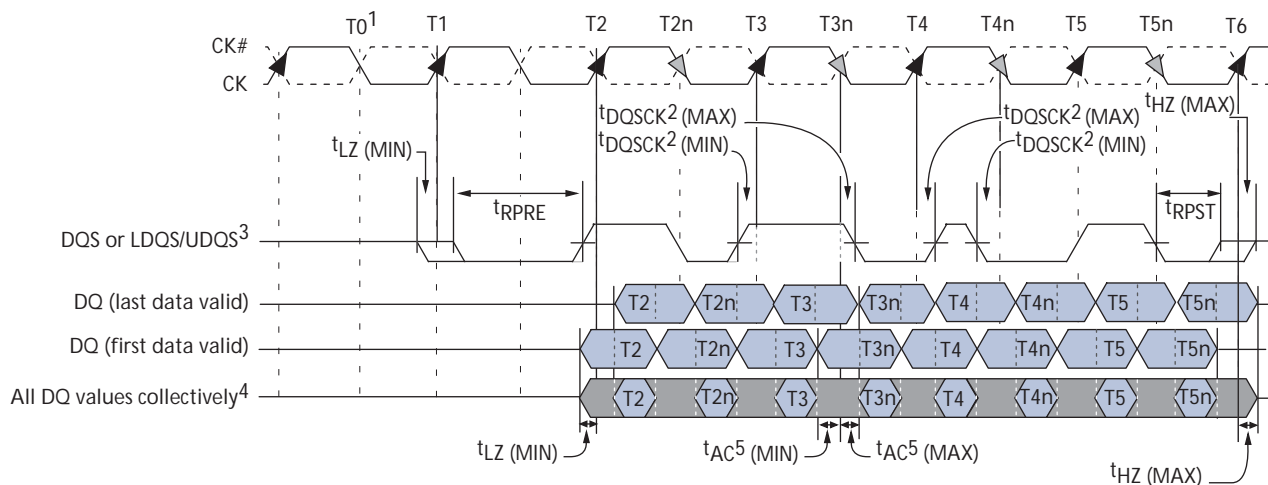 T0¹ T1 T2 T2n T3 T3n T4 T4n T5 T5n T6
CK#
CK
tHZ (MAX)
tDQSCK² (MAX) tDQSCK² (MAX)
tDQSCK² (MIN) tDQSCK² (MIN)
tLZ (MIN)
tRPRE tRPST
DQS or LDQS/UDQS³
DQ (last data valid) T2 T2n T3 T3n T4 T4n T5 T5n
DQ (first data valid) T2 T2n T3 T3n T4 T4n T5 T5n
All DQ values collectively⁴ T2 T2n T3 T3n T4 T4n T5 T5n
tLZ (MIN) tAC⁵ (MIN) tAC⁵ (MAX)
tHZ (MAX)